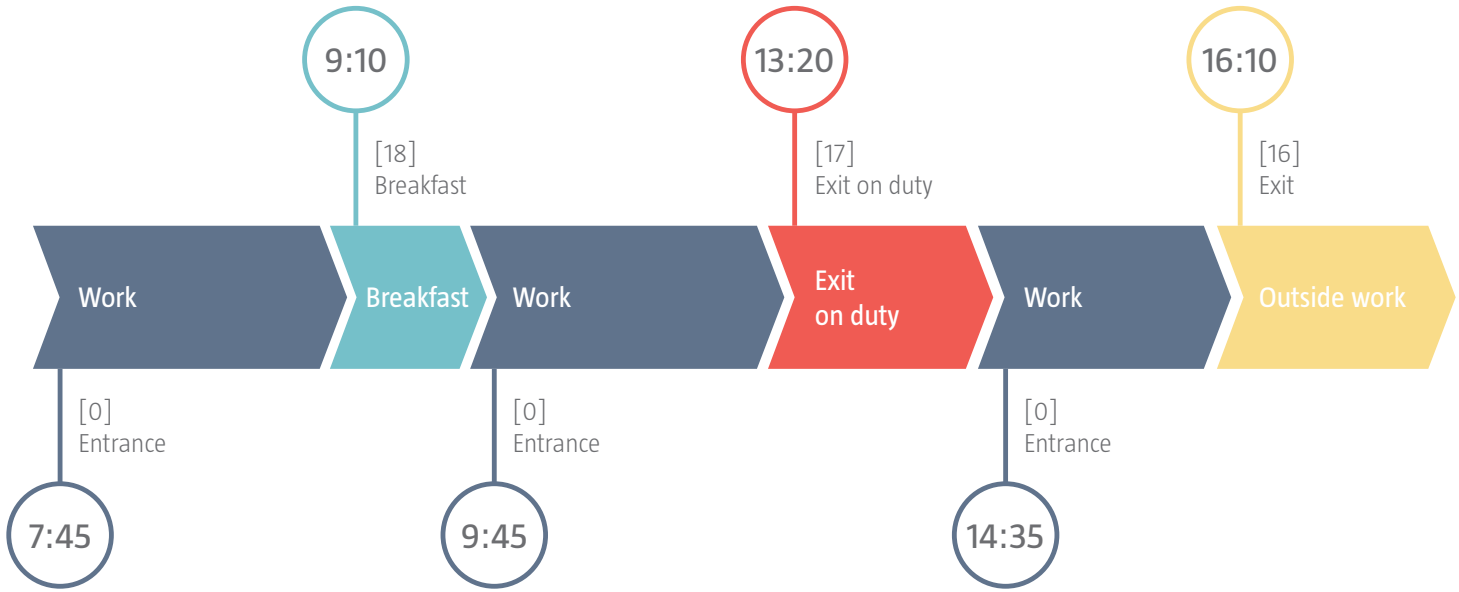 9:10
13:20
16:10
[18]
Breakfast
[17]
Exit on duty
[16]
Exit
Work
Breakfast
Work
Exit
on duty
Work
Outside work
[0]
Entrance
[0]
Entrance
[0]
Entrance
7:45
9:45
14:35